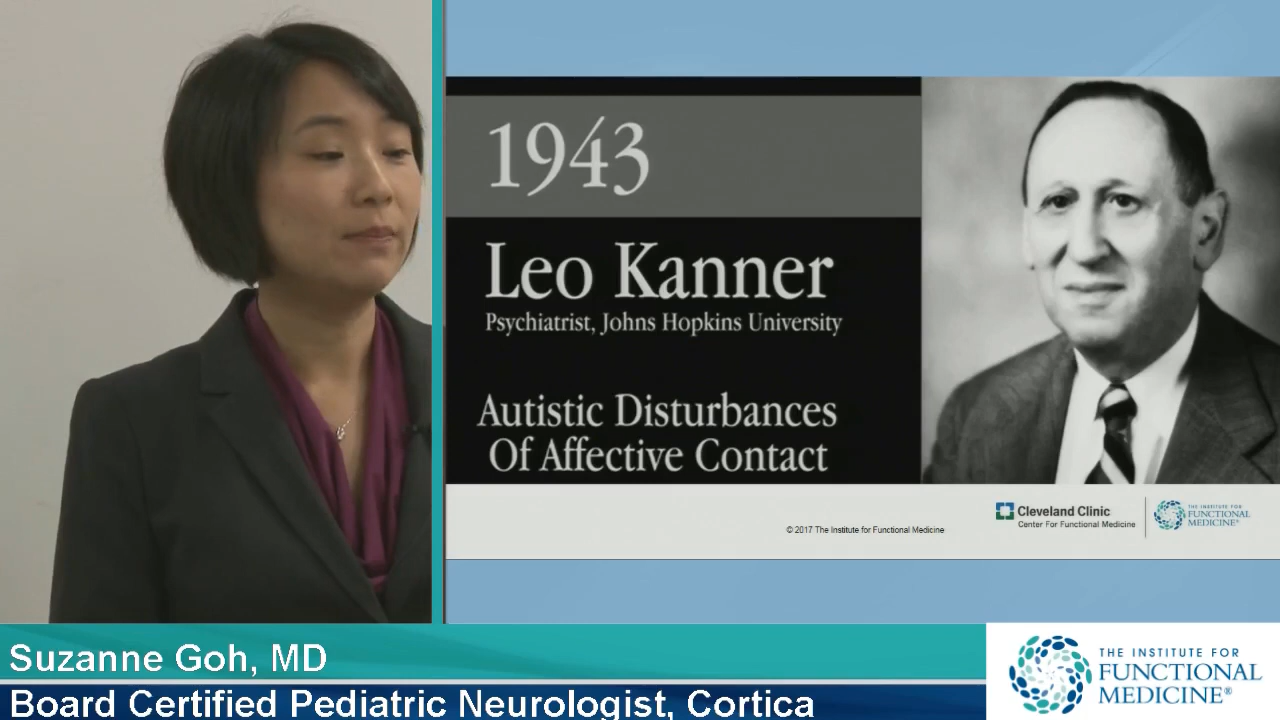 1943
Leo Kanner
Psychiatrist, Johns Hopkins University
Autistic Disturbances
Of Affective Contact
© 2017 The Institute for Functional Medicine
Cleveland Clinic
Center For Functional Medicine
THE INSTITUTE FOR
FUNCTIONAL
MEDICINE®
Suzanne Goh, MD
Board Certified Pediatric Neurologist, Cortica
THE INSTITUTE FOR
FUNCTIONAL
MEDICINE®